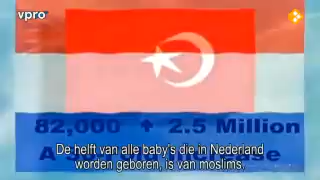 vpro
82,000 ↑ 2.5 Million
De helft van alle baby's die in Nederland
worden geboren, is van moslims.